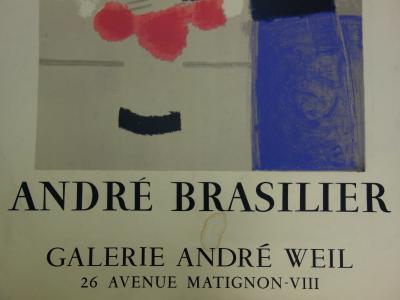 ANDRÉ BRASILIER
GALERIE ANDRÉ WEIL
26 AVENUE MATIGNON-VIII